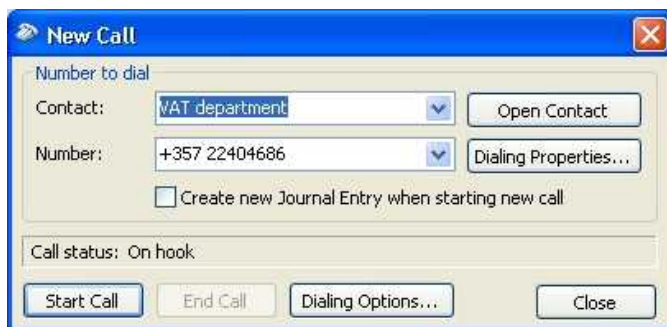 New Call
Number to dial
Contact: VAT department Open Contact
Number: +357 22404686 Dialing Properties...
Create new Journal Entry when starting new call
Call status: On hook
Start Call End Call Dialing Options... Close